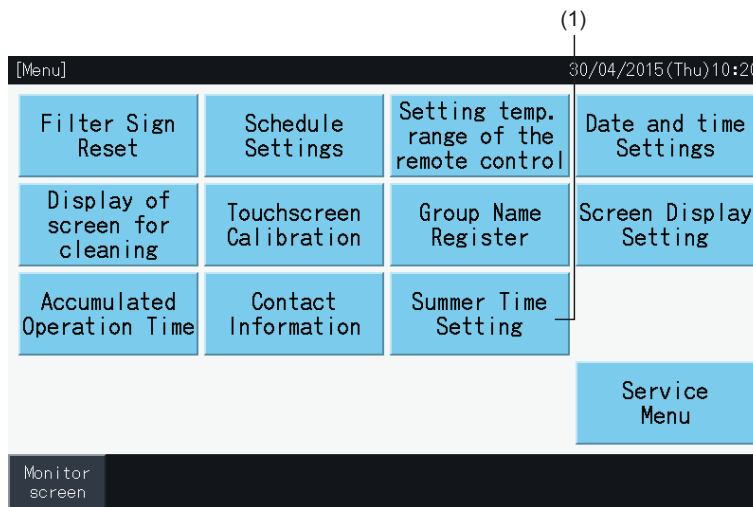 (1)
[Menu] 30/04/2015(Thu)10:20
Filter Sign
Reset
Schedule
Settings
Setting temp.
range of the
remote control
Date and time
Settings
Display of
screen for
cleaning
Touchscreen
Calibration
Group Name
Register
Screen Display
Setting
Accumulated
Operation Time
Contact
Information
Summer Time
Setting
Service
Menu
Monitor
screen